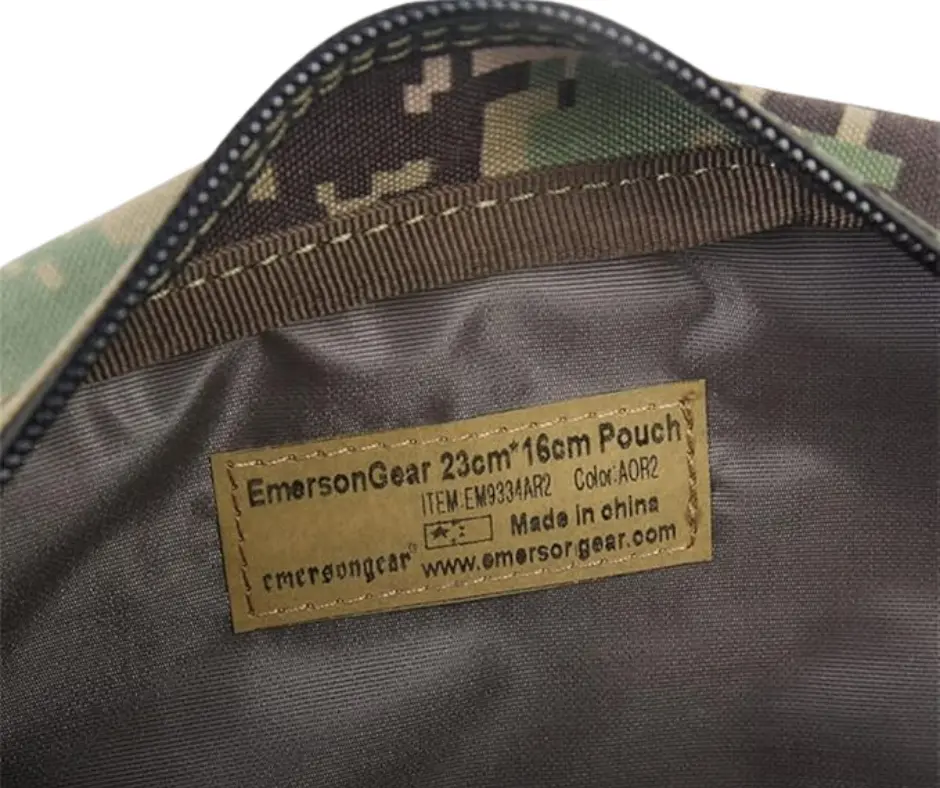 EmersonGear 23cm*16cm Pouch
ITEM:EM9334AR2 Color:AOR2
Made in china
emersongear® www.emersongear.com